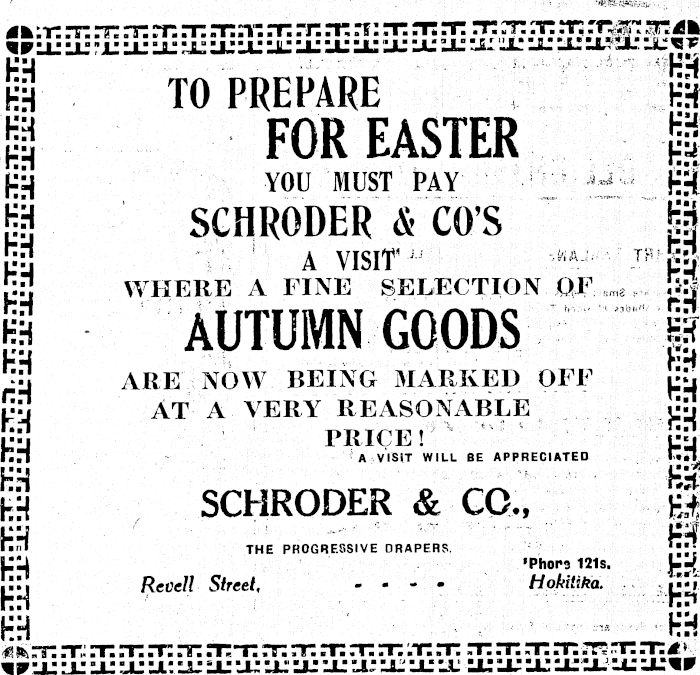 TO PREPARE
FOR EASTER
YOU MUST PAY
SCHRODER & CO'S
A VISIT
WHERE A FINE SELECTION OF
AUTUMN GOODS
ARE NOW BEING MARKED OFF
AT A VERY REASONABLE
PRICE!
A VISIT WILL BE APPRECIATED
SCHRODER & CO.,
THE PROGRESSIVE DRAPERS.
'Phone 121s.
Revell Street, - - - - Hokitika.